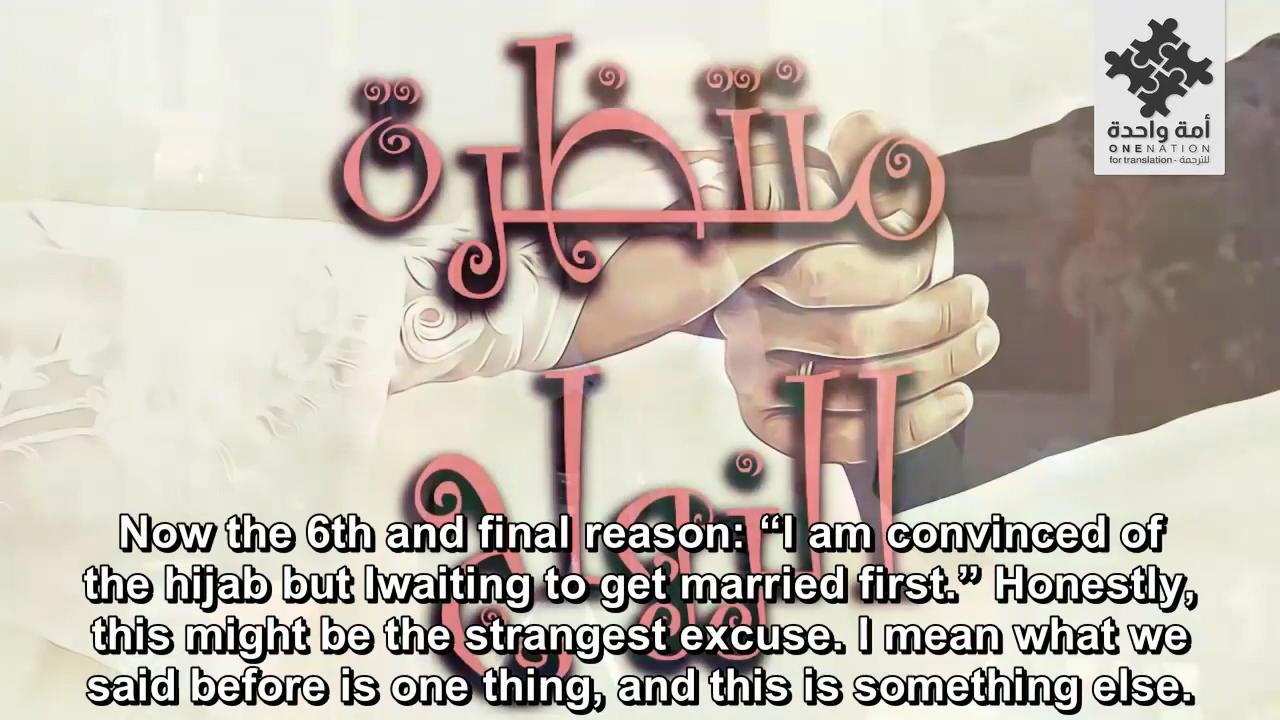 منتظرة
الزواج
أمة واحدة
ONENATION
for translation - للترجمة
Now the 6th and final reason: “I am convinced of
the hijab but Iwaiting to get married first.” Honestly,
this might be the strangest excuse. I mean what we
said before is one thing, and this is something else.